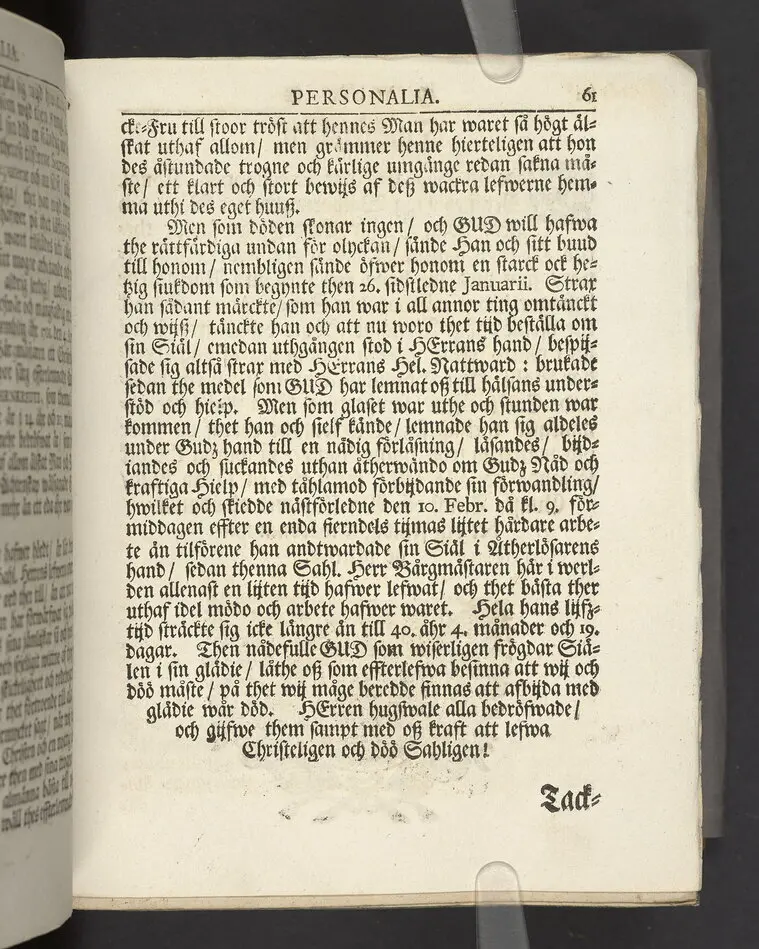 PERSONALIA. 61
cke-Fru till stoor tröst att hennes Man har waret så högt äl-
skat uthaf allom/ men grämmer henne hierteligen att hon
des åstundade trogne och kärlige umgänge redan sakna må-
ste/ ett klart och stort bewijs af deß wackra lefwerne hem-
ma uthi des eget huuß.
Men som döden skonar ingen/ och GUD will hafwa
the rättfärdiga undan för olyckan/ sände Han och sitt buud
till honom/ nembligen sände öfwer honom en starck ock he-
tzig siukdom som begynte then 26. sidstledne Januarii. Strax
han sådant märckte/ som han war i all annor ting omtänckt
och wijß/ tänckte han och att nu woro thet tijd beställa om
sin Siäl/ emedan uthgången stod i HErrans hand/ bespij-
sade sig altså strax med HErrans Hel. Nattward: brukade
sedan the medel som GUD har lemnat oß till hälsans under-
stöd och hielp. Men som glaset war uthe och stunden war
kommen/ thet han och sielf kände/ lemnade han sig aldeles
under Gudz hand till en nådig förlåsning/ läsandes/ bijd-
iandes och suckandes uthan återwändo om Gudz Nåd och
kraftiga Hielp/ med tåhlamod förbijdande sin förwandling/
hwilket och skiedde nästförledne den 10. Febr. då kl. 9. för-
middagen effter en enda fierndels tijmas lijtet hårdare arbe-
te än tilförene han andtwardade sin Siäl i Återlösarens
hand/ sedan thenna Sahl. Herr Bårgmästaren här i werl-
den allenast en lijten tijd hafwer lefwat/ och thet bästa ther
uthaf idel mödo och arbete hafwer waret. Hela hans lijfz-
tijd sträckte sig icke längre än till 40. åhr 4. månader och 19.
dagar. Then nådefulle GUD som wiserligen frögdar Siä-
len i sin glädie/ läthe oß som effterlefwa besinna att wij och
döö måste/ på thet wij måge beredde finnas att afbijda med
glädie wår död. HErren hugswale alla bedröfwade/
och gijfwe them sampt med oß kraft att lefwa
Christeligen och döö Sahligen!
Tack-